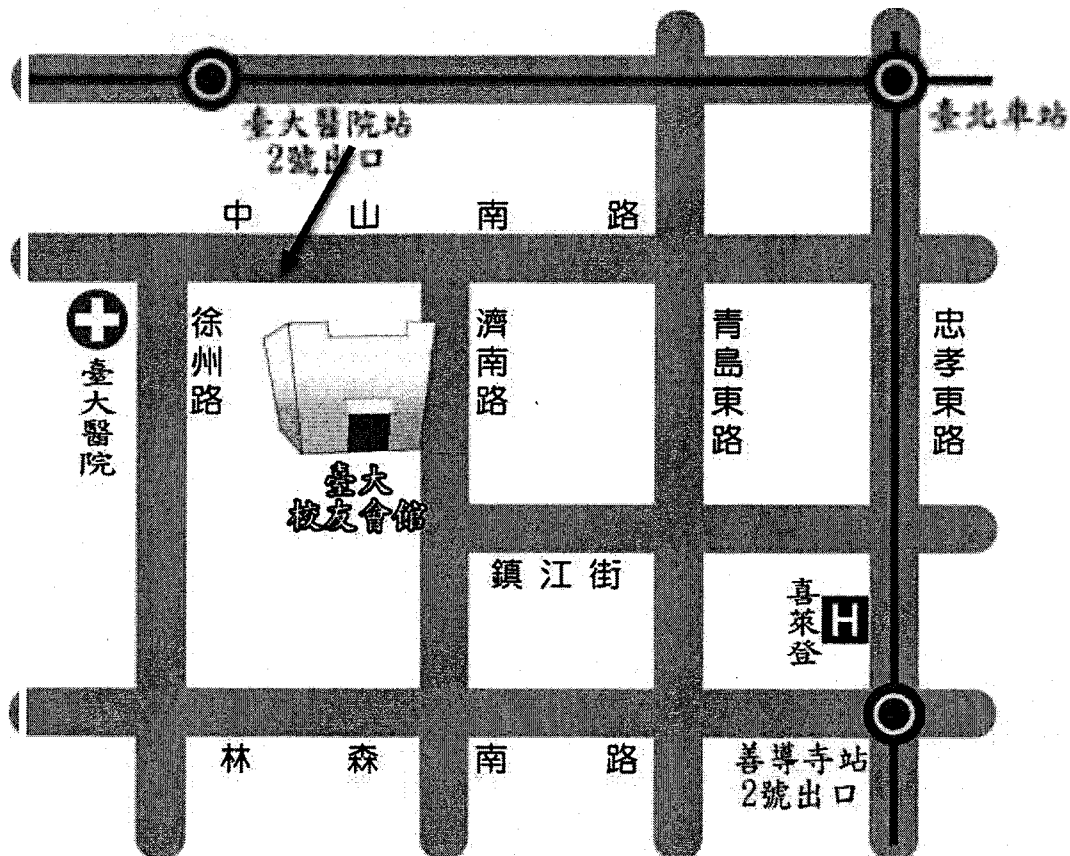 臺大醫院站
2號出口
臺北車站
中山南路
臺大醫院
徐州路
濟南路
青島東路
忠孝東路
臺大
校友會館
鎮江街
喜萊登
H
林森南路
善導寺站
2號出口